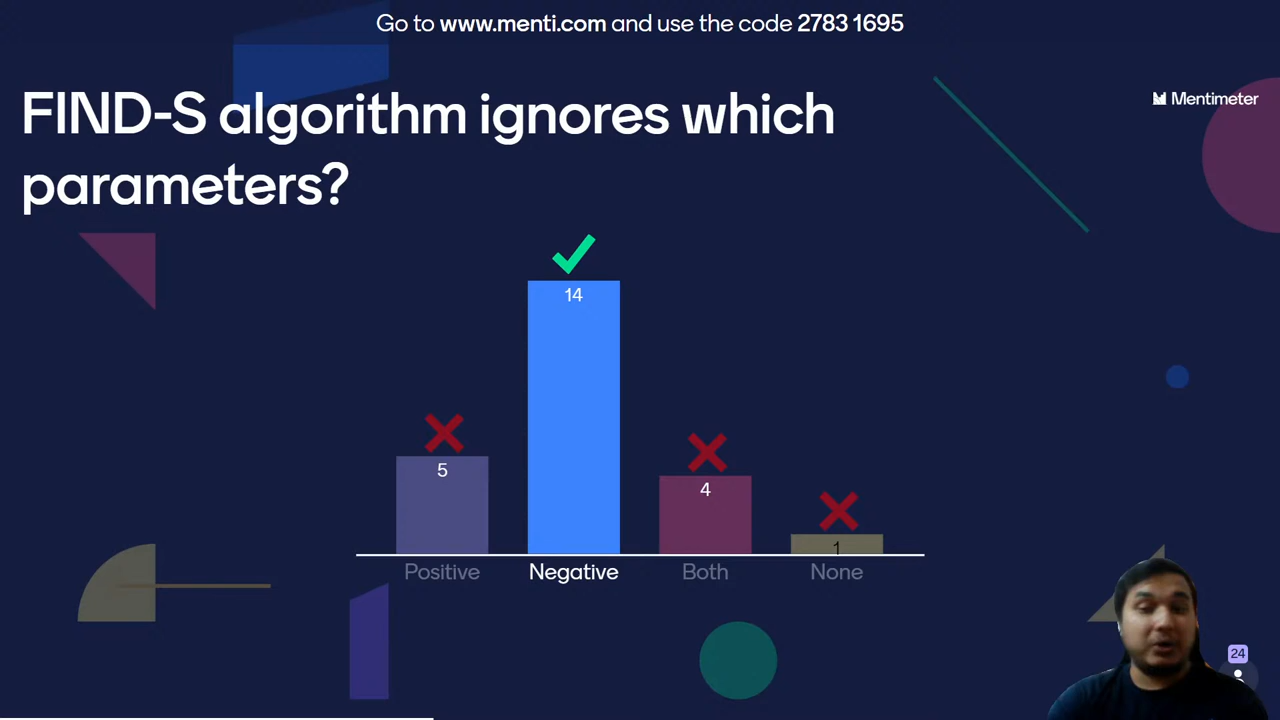 Go to www.menti.com and use the code 2783 1695
FIND-S algorithm ignores which
parameters?
Mentimeter
14
5
4
1
Positive
Negative
Both
None
24